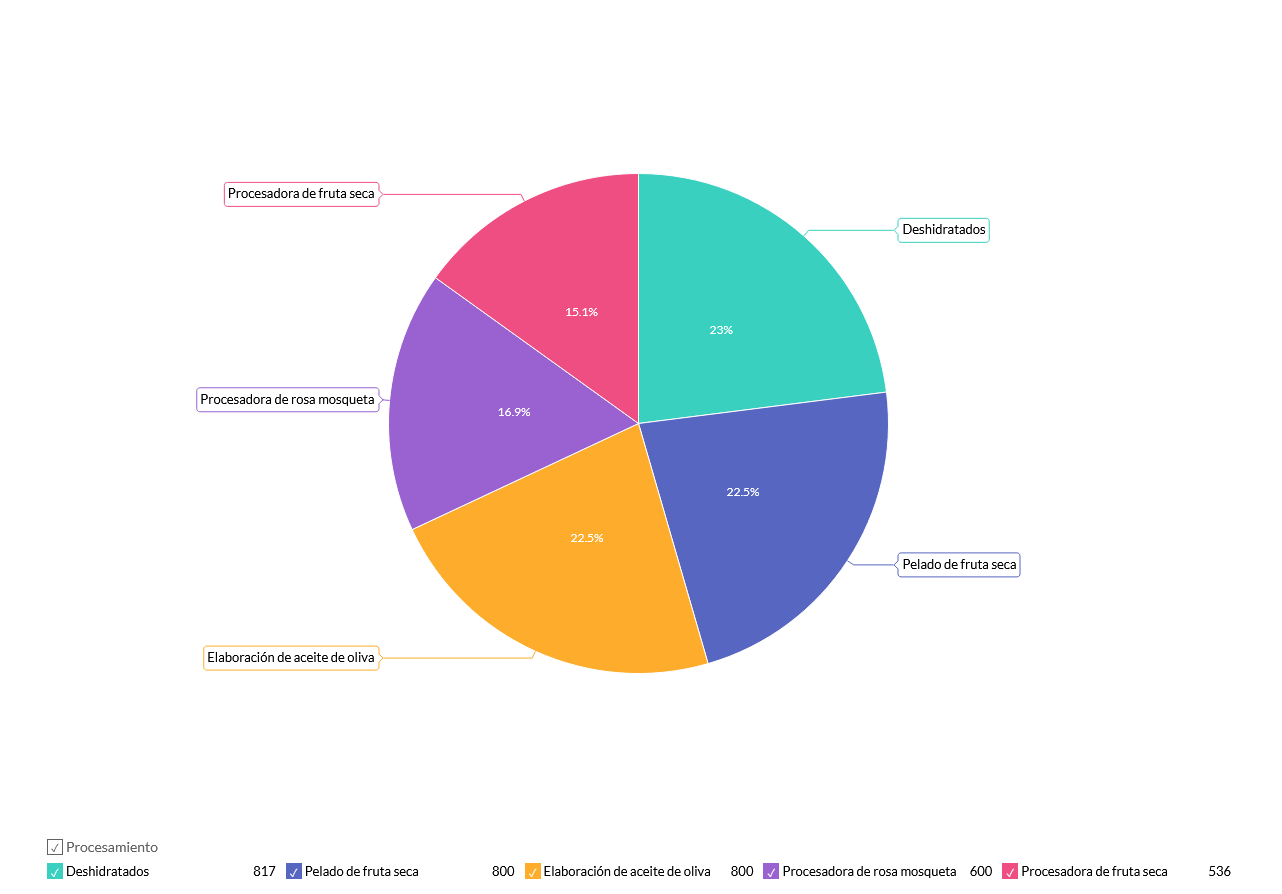 Procesadora de fruta seca
Deshidratados
15.1%
23%
Procesadora de rosa mosqueta
16.9%
22.5%
22.5%
Pelado de fruta seca
Elaboración de aceite de oliva
Procesamiento
Deshidratados 817 Pelado de fruta seca 800 Elaboración de aceite de oliva 800 Procesadora de rosa mosqueta 600 Procesadora de fruta seca 536